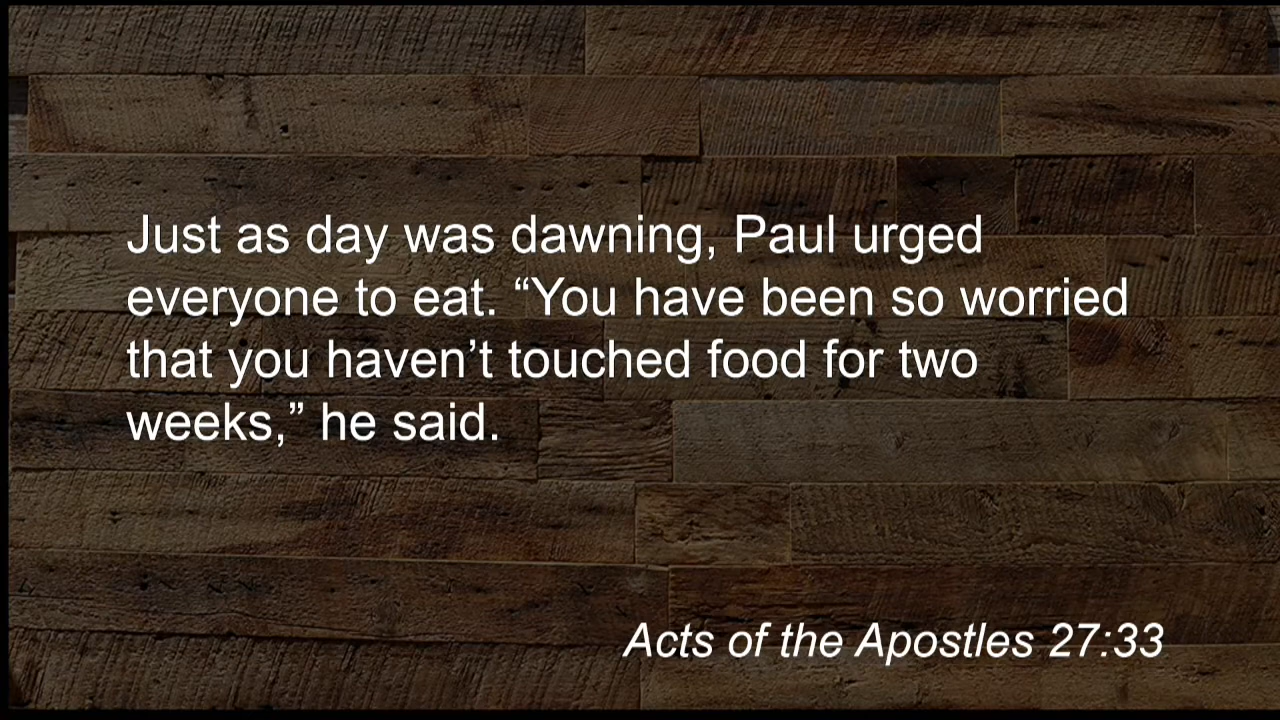 Just as day was dawning, Paul urged
everyone to eat. “You have been so worried
that you haven’t touched food for two
weeks,” he said.
Acts of the Apostles 27:33